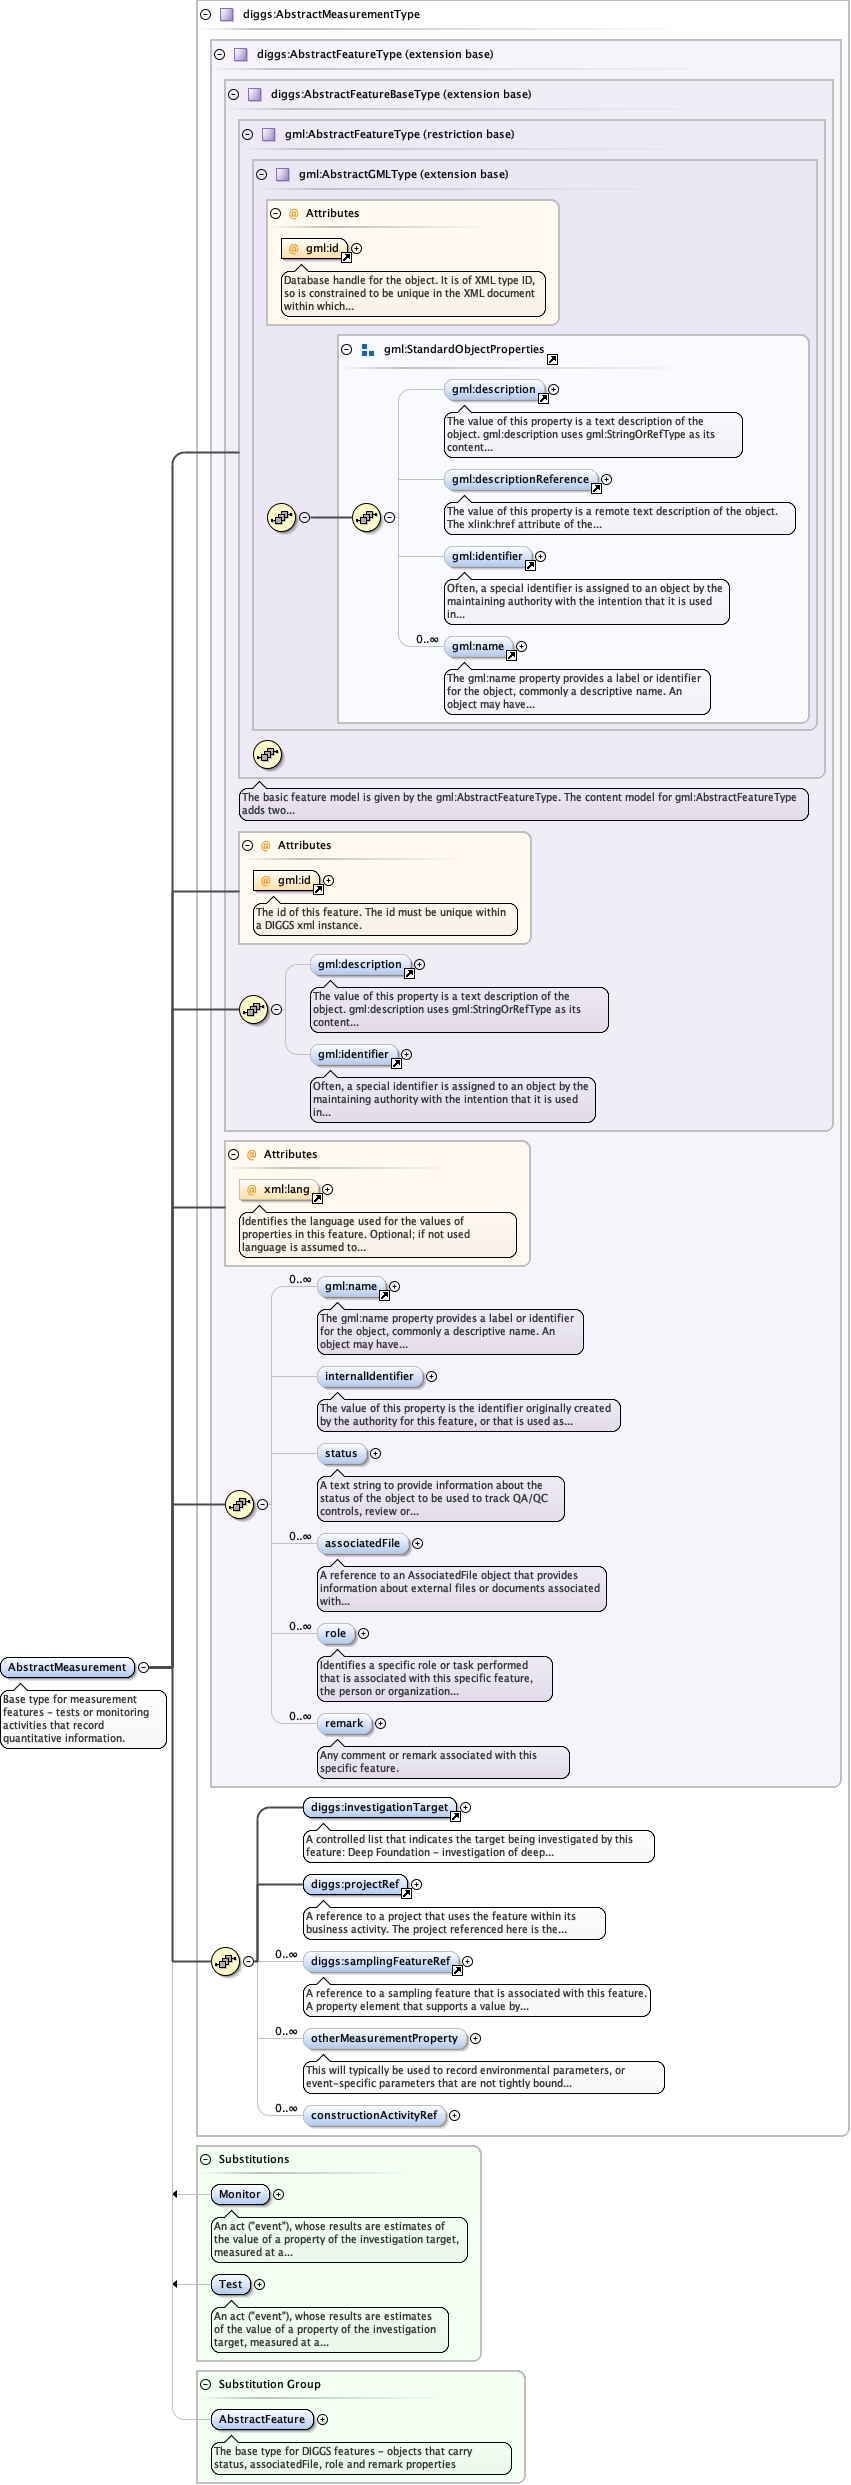 diggs:AbstractMeasurementType
diggs:AbstractFeatureType (extension base)
diggs:AbstractFeatureBaseType (extension base)
gml:AbstractFeatureType (restriction base)
gml:AbstractGMLType (extension base)
@ Attributes
@ gml:id
Database handle for the object. It is of XML type ID,
so is constrained to be unique in the XML document
within which...
gml:StandardObjectProperties
gml:description
The value of this property is a text description of the
object. gml:description uses gml:StringOrRefType as its
content...
gml:descriptionReference
The value of this property is a remote text description of the object.
The xlink:href attribute of the...
gml:identifier
Often, a special identifier is assigned to an object by the
maintaining authority with the intention that it is used
in...
0..∞
gml:name
The gml:name property provides a label or identifier
for the object, commonly a descriptive name. An
object may have...
The basic feature model is given by the gml:AbstractFeatureType. The content model for gml:AbstractFeatureType
adds two...
@ Attributes
@ gml:id
The id of this feature. The id must be unique within
a DIGGS xml instance.
gml:description
The value of this property is a text description of the
object. gml:description uses gml:StringOrRefType as its
content...
gml:identifier
Often, a special identifier is assigned to an object by the
maintaining authority with the intention that it is used
in...
@ Attributes
@ xml:lang
Identifies the language used for the values of
properties in this feature. Optional; if not used
language is assumed to...
0..∞
gml:name
The gml:name property provides a label or identifier
for the object, commonly a descriptive name. An
object may have...
internalIdentifier
The value of this property is the identifier originally created
by the authority for this feature, or that is used as...
status
A text string to provide information about the
status of the object to be used to track QA/QC
controls, review or...
0..∞
associatedFile
A reference to an AssociatedFile object that provides
information about external files or documents associated
with...
0..∞
role
Identifies a specific role or task performed
that is associated with this specific feature,
the person or organization...
0..∞
remark
Any comment or remark associated with this
specific feature.
AbstractMeasurement
Base type for measurement
features - tests or monitoring
activities that record
quantitative information.
diggs:investigationTarget
A controlled list that indicates the target being investigated by this
feature: Deep Foundation - investigation of deep...
diggs:projectRef
A reference to a project that uses the feature within its
business activity. The project referenced here is the...
0..∞
diggs:samplingFeatureRef
A reference to a sampling feature that is associated with this feature.
A property element that supports a value by...
0..∞
otherMeasurementProperty
This will typically be used to record environmental parameters, or
event-specific parameters that are not tightly bound...
0..∞
constructionActivityRef
Substitutions
Monitor
An act ("event"), whose results are estimates of
the value of a property of the investigation target,
measured at a...
Test
An act ("event"), whose results are estimates
of the value of a property of the investigation
target, measured at a...
Substitution Group
AbstractFeature
The base type for DIGGS features - objects that carry
status, associatedFile, role and remark properties